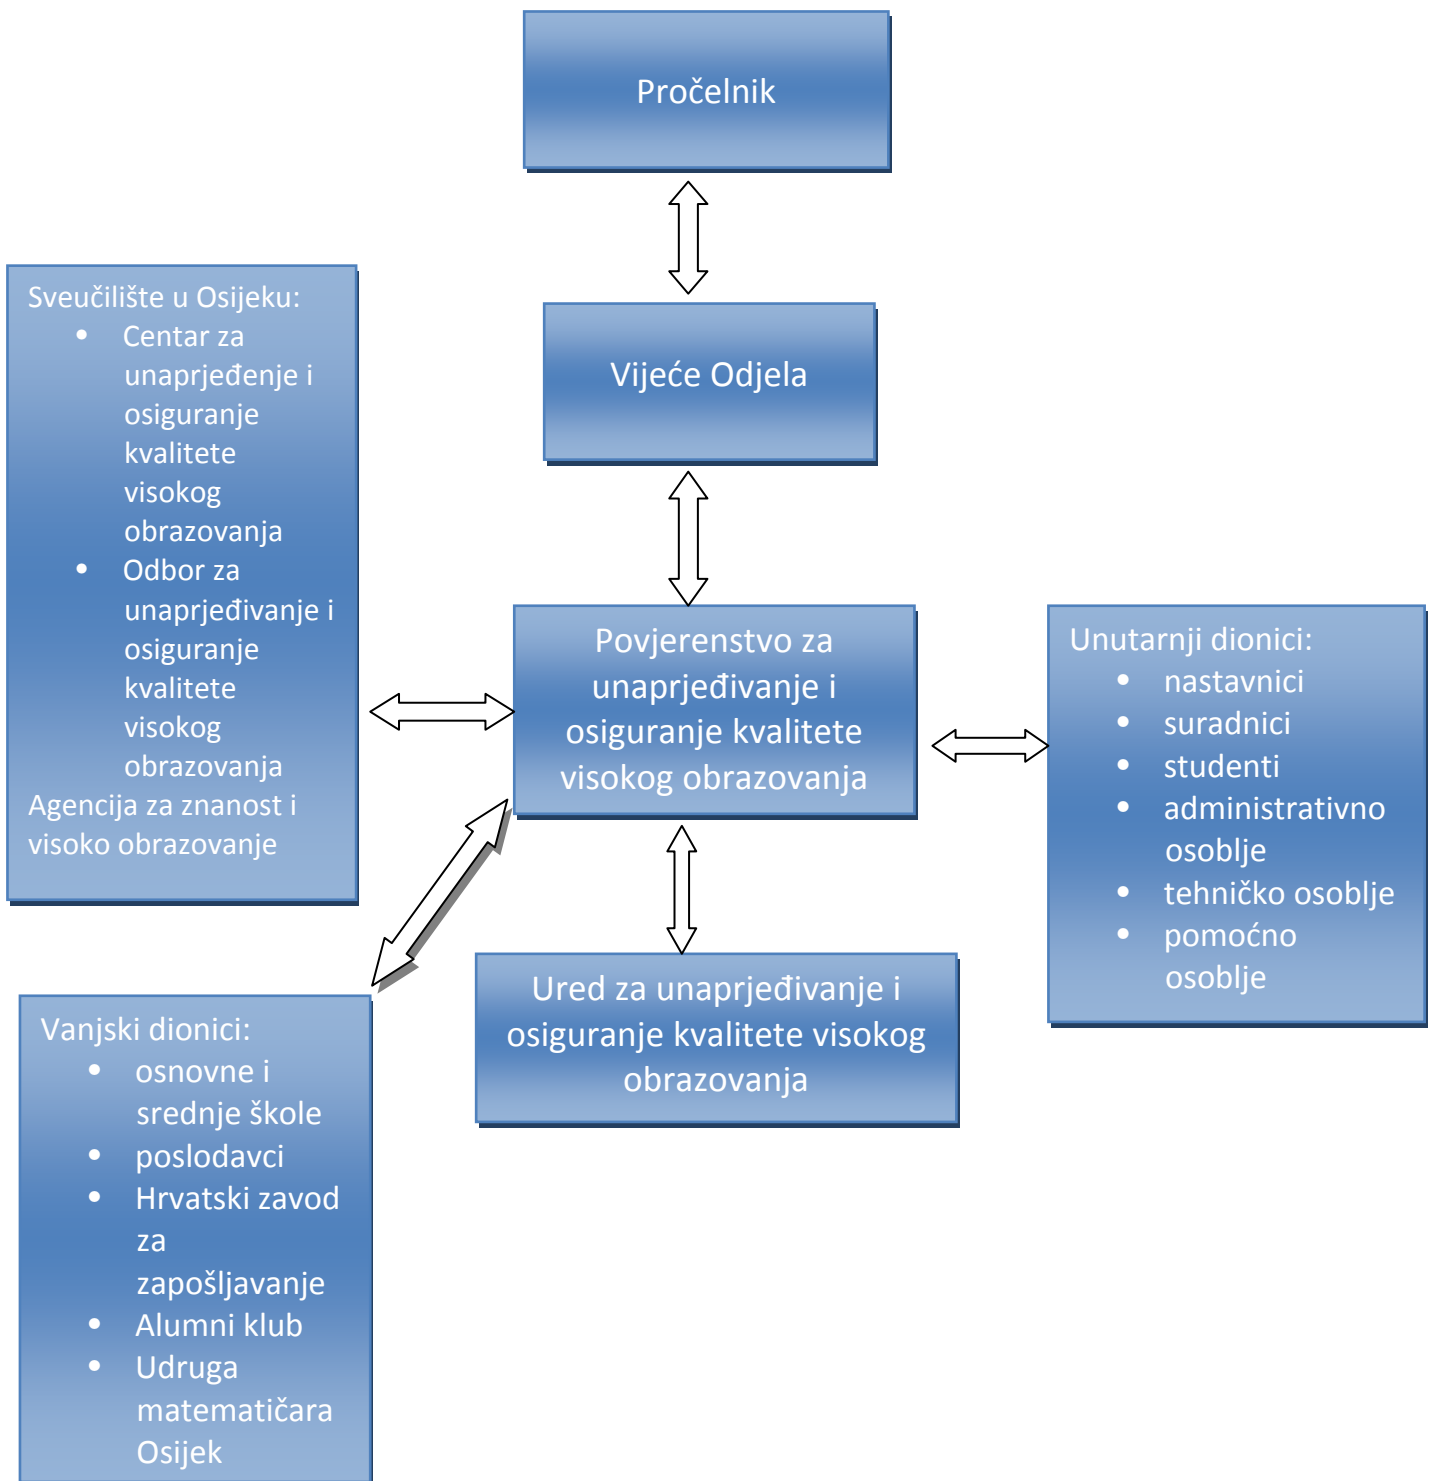 Pročelnik
Vijeće Odjela
Sveučilište u Osijeku:
• Centar za
unaprjeđenje i
osiguranje
kvalitete
visokog
obrazovanja
• Odbor za
unaprjeđivanje i
osiguranje
kvalitete
visokog
obrazovanja
Agencija za znanost i
visoko obrazovanje
Povjerenstvo za
unaprjeđivanje i
osiguranje kvalitete
visokog obrazovanja
Unutarnji dionici:
• nastavnici
• suradnici
• studenti
• administrativno
osoblje
• tehničko osoblje
• pomoćno
osoblje
Ured za unaprjeđivanje i
osiguranje kvalitete visokog
obrazovanja
Vanjski dionici:
• osnovne i
srednje škole
• poslodavci
• Hrvatski zavod
za
zapošljavanje
• Alumni klub
• Udruga
matematičara
Osijek